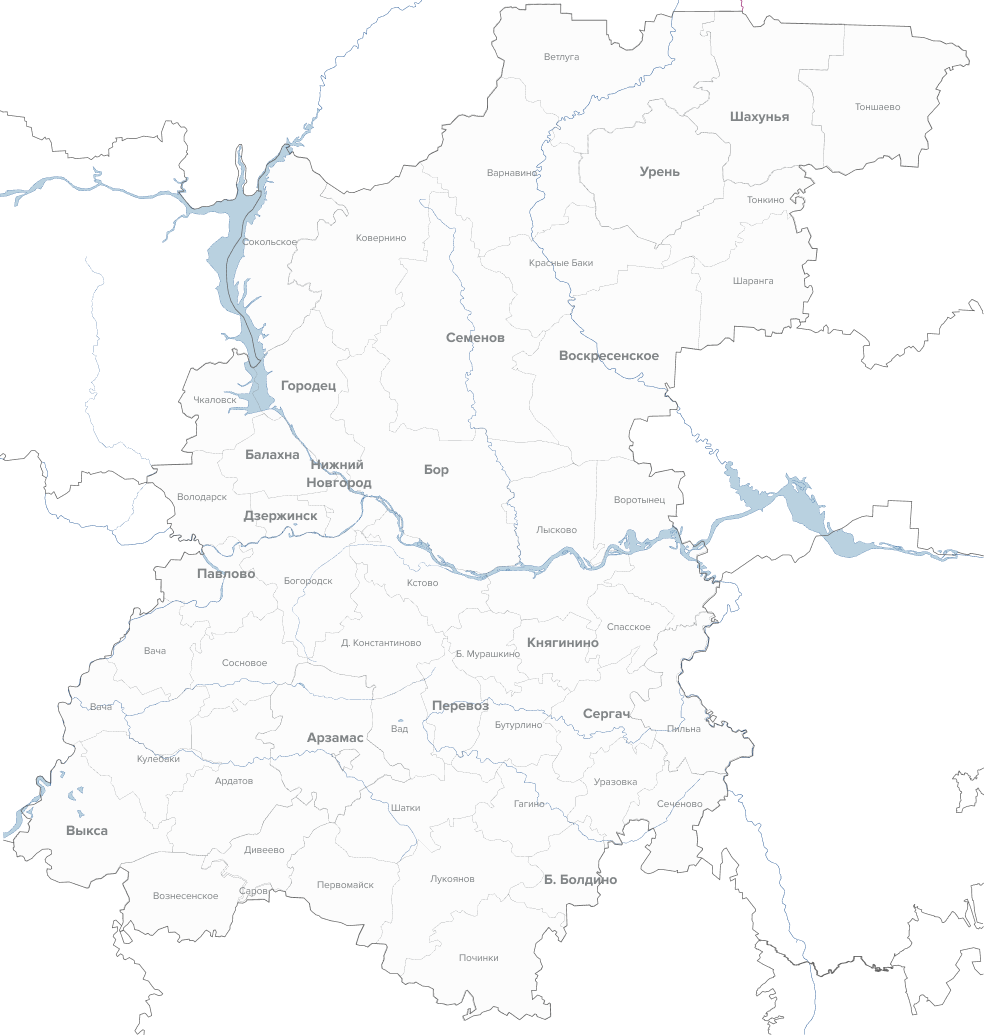 Ветлуга
Тоншаево
Шахунья
Урень
Варнавино
Тонкино
Сокольское
Ковернино
Красные Баки
Шаранга
Семенов
Воскресенское
Городец
Чкаловск
Балахна
Нижний
Новгород
Бор
Володарск
Воротынец
Дзержинск
Лысково
Павлово
Богородск
Кстово
Спасское
Д. Константиново
Княгинино
Вача
Б. Мурашкино
Сосновое
Вача
Перевоз
Сергач
Бутурлино
Вад
Пильна
Арзамас
Кулебаки
Ардатов
Уразовка
Гагино
Сеченово
Шатки
Выкса
Дивеево
Лукоянов
Б. Болдино
Первомайск
Саров
Вознесенское
Починки